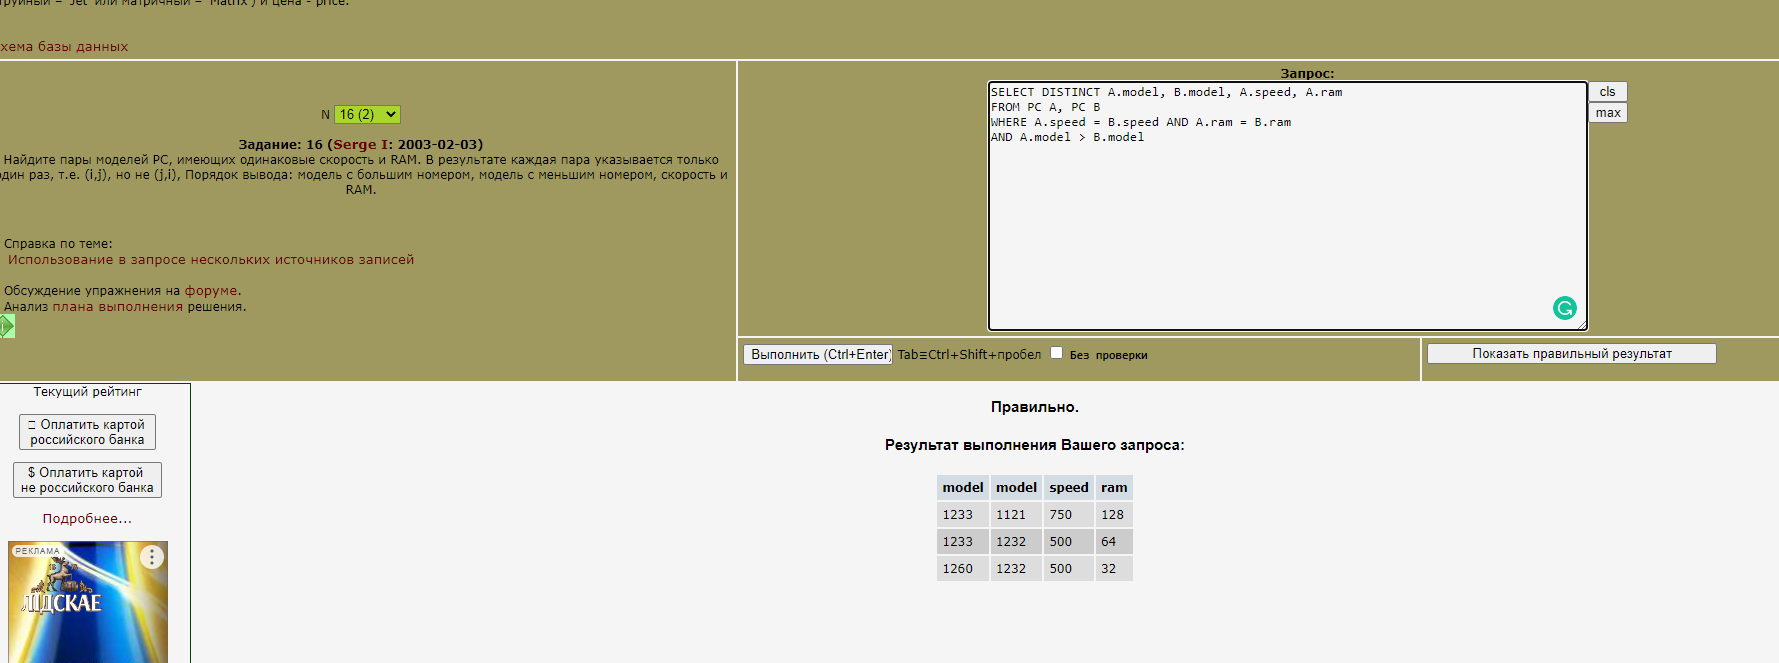 труйный – 'Jet' или матричный – 'Matrix') и цена - price.
хема базы данных
N 16 (2)
Задание: 16 (Serge I: 2003-02-03)
Найдите пары моделей PC, имеющих одинаковые скорость и RAM. В результате каждая пара указывается только
один раз, т.е. (i,j), но не (j,i), Порядок вывода: модель с большим номером, модель с меньшим номером, скорость и
RAM.
Справка по теме:
Использование в запросе нескольких источников записей
Обсуждение упражнения на форуме.
Анализ плана выполнения решения.
Запрос:
SELECT DISTINCT A.model, B.model, A.speed, A.ram
FROM PC A, PC B
WHERE A.speed = B.speed AND A.ram = B.ram
AND A.model > B.model
cls
max
Выполнить (Ctrl+Enter) Tab≡Ctrl+Shift+пробел Без проверки
Показать правильный результат
Текущий рейтинг
Оплатить картой
российского банка
$ Оплатить картой
не российского банка
Подробнее...
РЕКЛАМА
ЛІДСКАЕ
Правильно.
Результат выполнения Вашего запроса:
model model speed ram
1233 1121 750 128
1233 1232 500 64
1260 1232 500 32